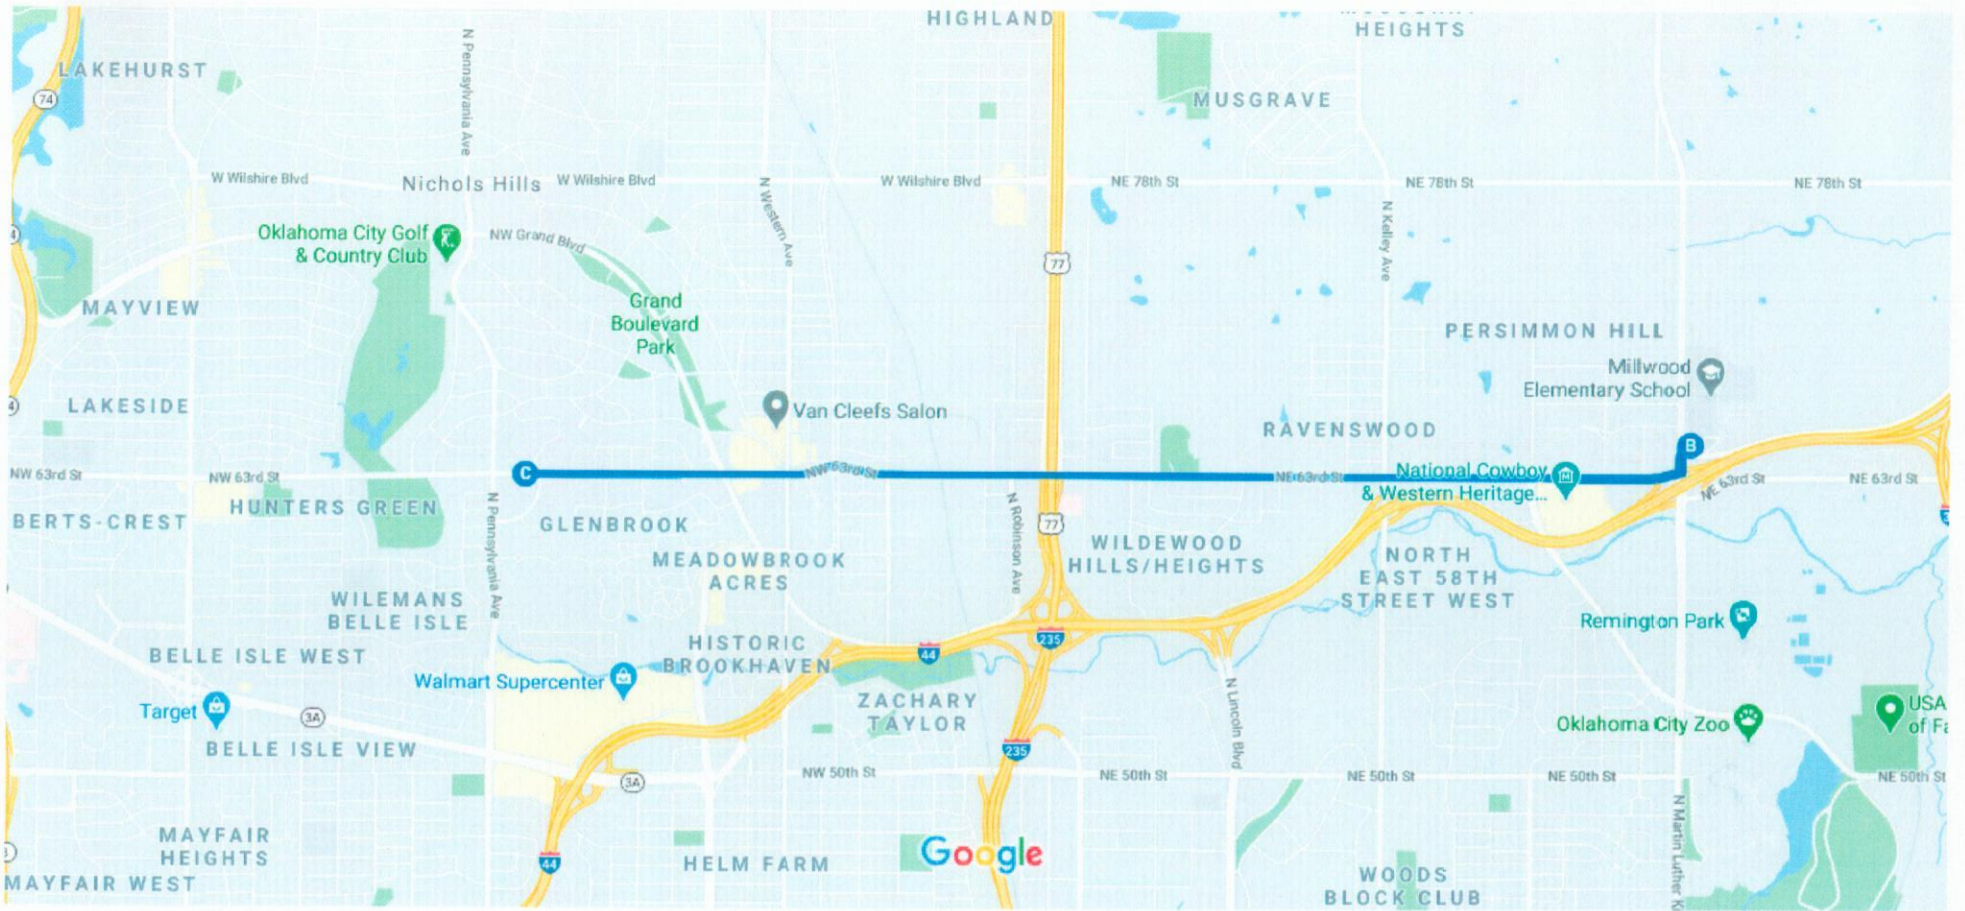 HIGHLAND
HEIGHTS
LAKEHURST
74
N Pennsylvania Ave
MUSGRAVE
W Wilshire Blvd
Nichols Hills
W Wilshire Blvd
W Wilshire Blvd
NE 78th St
NE 78th St
NE 78th St
N Western Ave
N Kelley Ave
Oklahoma City Golf
& Country Club
NW Grand Blvd
77
MAYVIEW
Grand
Boulevard
Park
PERSIMMON HILL
Millwood
Elementary School
LAKESIDE
Van Cleefs Salon
RAVENSWOOD
B
NW 63rd St
NW 63rd St
C
NW 63rd St
NE 63rd St
National Cowboy
& Western Heritage...
NE 63rd St
NE 63rd St
HUNTERS GREEN
BERTS-CREST
N Pennsylvania Ave
GLENBROOK
N Robinson Ave
77
WILDEWOOD
HILLS/HEIGHTS
MEADOWBROOK
ACRES
NORTH
EAST 58TH
STREET WEST
WILEMANS
BELLE ISLE
Remington Park
HISTORIC
BROOKHAVEN
44
235
BELLE ISLE WEST
Walmart Supercenter
ZACHARY
TAYLOR
N Lincoln Blvd
Target
3A
USA
of Fa
Oklahoma City Zoo
BELLE ISLE VIEW
235
3A
NW 50th St
NE 50th St
NE 50th St
NE 50th St
NE 50th St
N Martin Luther K
MAYFAIR
HEIGHTS
44
HELM FARM
Google
WOODS
BLOCK CLUB
MAYFAIR WEST